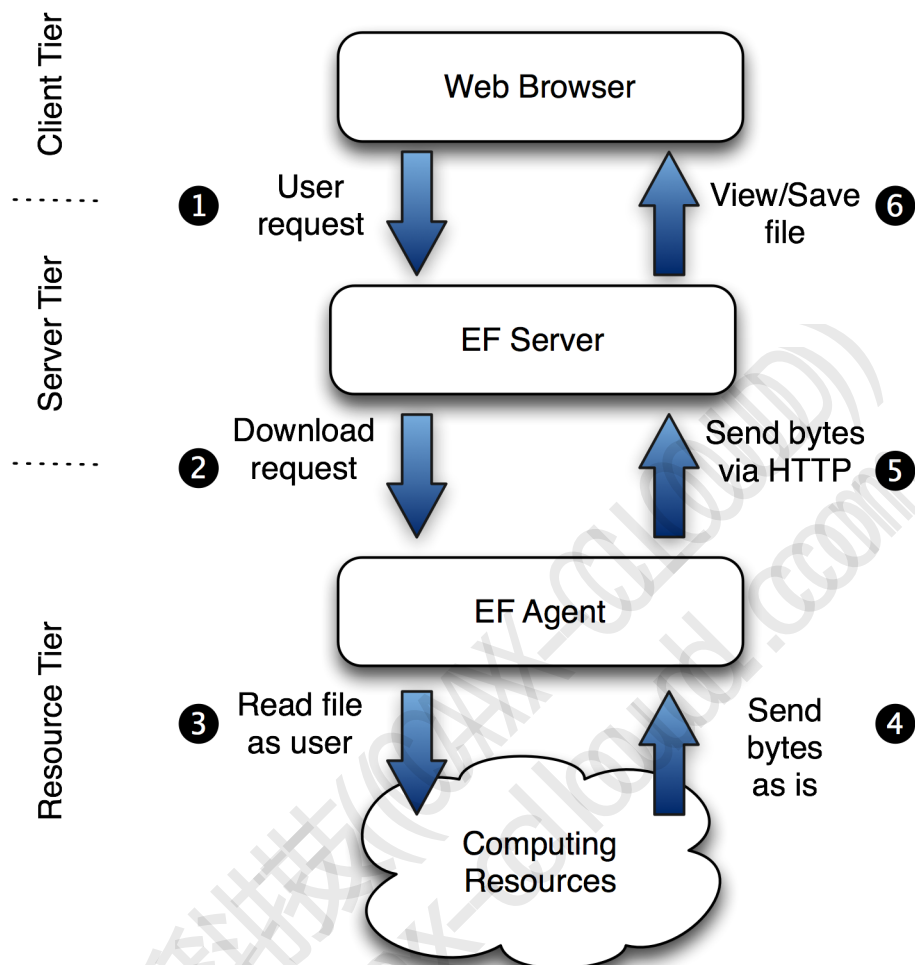 Client Tier
Web Browser
1
User
request
View/Save
file
6
Server Tier
EF Server
2
Download
request
Send bytes
via HTTP
5
EF Agent
Resource Tier
3
Read file
as user
Send
bytes
as is
4
Computing
Resources